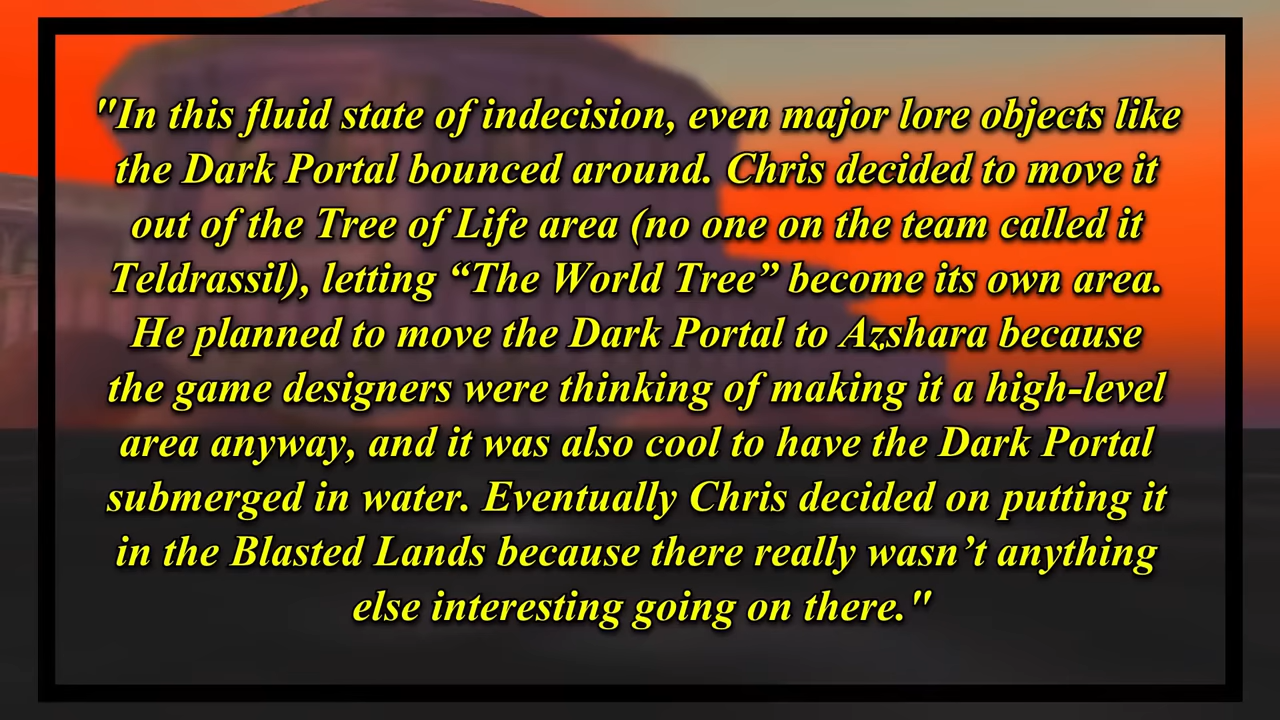 "In this fluid state of indecision, even major lore objects like
the Dark Portal bounced around. Chris decided to move it
out of the Tree of Life area (no one on the team called it
Teldrassil), letting “The World Tree” become its own area.
He planned to move the Dark Portal to Azshara because
the game designers were thinking of making it a high-level
area anyway, and it was also cool to have the Dark Portal
submerged in water. Eventually Chris decided on putting it
in the Blasted Lands because there really wasn’t anything
else interesting going on there."